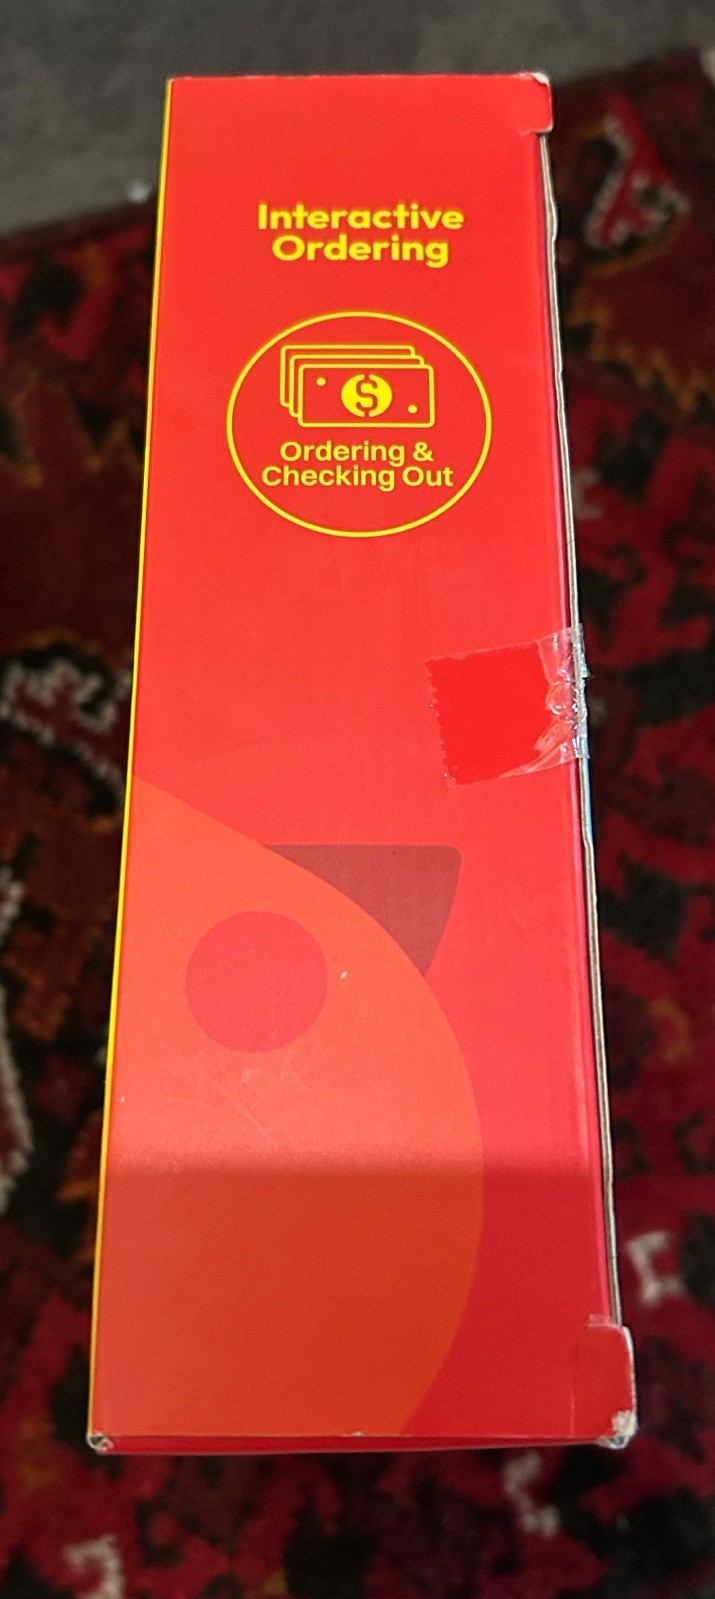 Interactive
Ordering
$
Ordering &
Checking Out